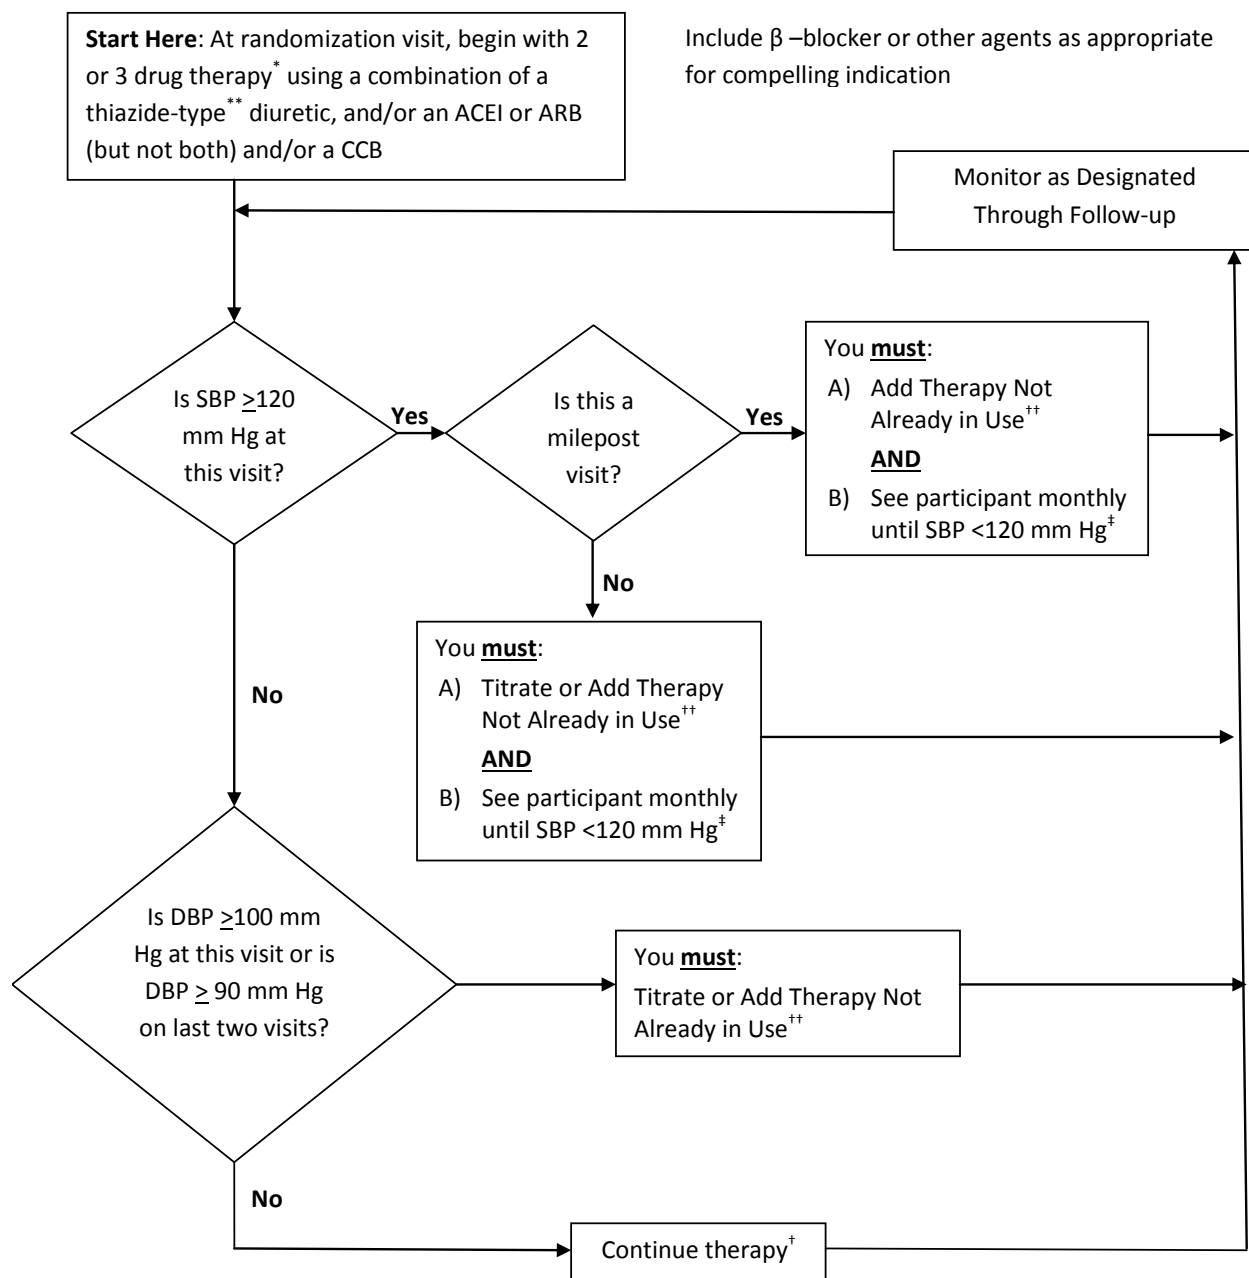 Start Here: At randomization visit, begin with 2
or 3 drug therapy* using a combination of a
thiazide-type** diuretic, and/or an ACEI or ARB
(but not both) and/or a CCB
Include β –blocker or other agents as appropriate
for compelling indication
Monitor as Designated
Through Follow-up
Is SBP ≥120
mm Hg at
this visit?
Yes
Is this a
milepost
visit?
Yes
You must:
A) Add Therapy Not
Already in Use††
AND
B) See participant monthly
until SBP <120 mm Hg‡
No
You must:
A) Titrate or Add Therapy
Not Already in Use††
AND
B) See participant monthly
until SBP <120 mm Hg‡
No
Is DBP ≥100 mm
Hg at this visit or is
DBP ≥ 90 mm Hg
on last two visits?
You must:
Titrate or Add Therapy Not
Already in Use††
No
Continue therapy†